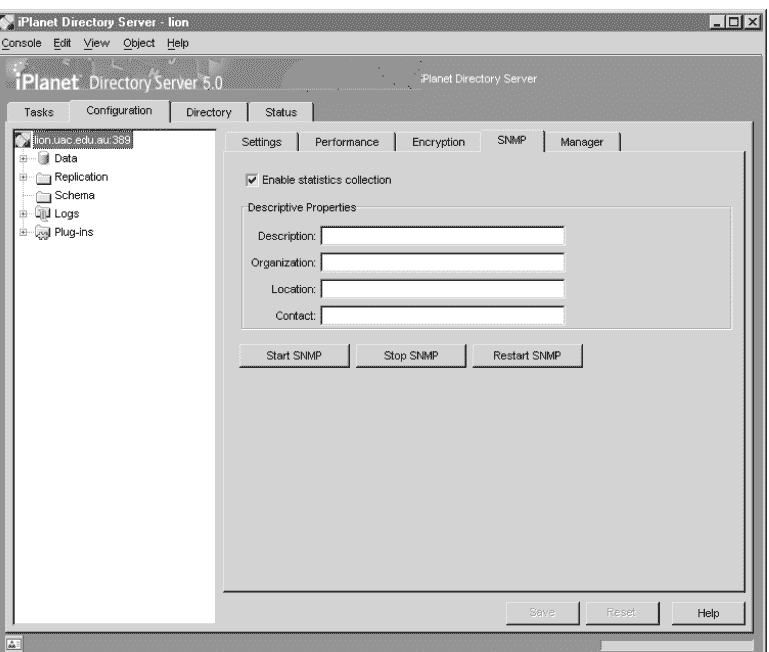 iPlanet Directory Server - lion
Console Edit View Object Help
iPlanet Directory Server 5.0
iPlanet Directory Server
Tasks Configuration Directory Status
lion.uac.edu.au:389
Data
Replication
Schema
Logs
Plug-ins
Settings Performance Encryption SNMP Manager
Enable statistics collection
Descriptive Properties
Description:
Organization:
Location:
Contact:
Start SNMP Stop SNMP Restart SNMP
Save Reset Help